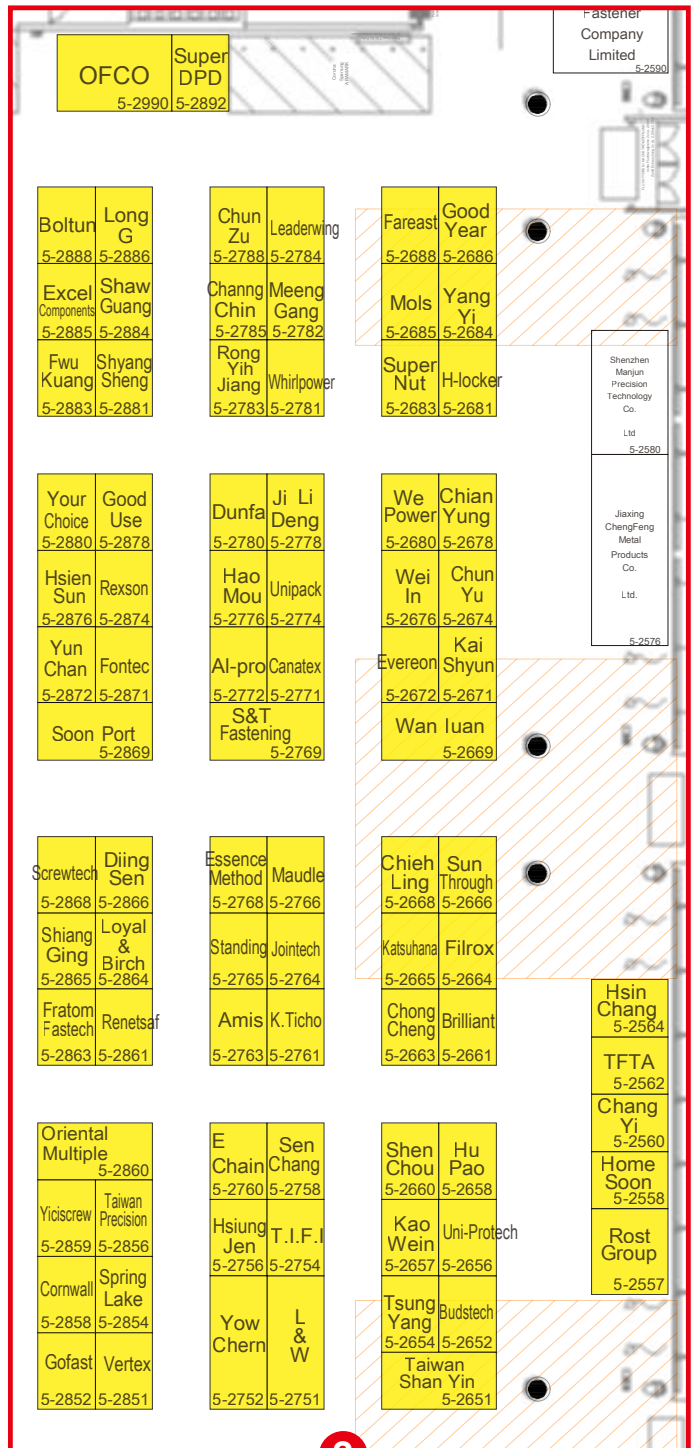 Fastener
Company
Limited
5-2590
OFCO
5-2990
Super
DPD
5-2892
Boltun
5-2888
Long
G
5-2886
Excel
Components
5-2885
Shaw
Guang
5-2884
Fwu
Kuang
5-2883
Shyang
Sheng
5-2881
Chun
Zu
5-2788
Leaderwing
5-2784
Channg
Chin
5-2785
Meeng
Gang
5-2782
Rong
Yih
Jiang
5-2783
Whirlpower
5-2781
Fareast
5-2688
Good
Year
5-2686
Mols
5-2685
Yang
Yi
5-2684
Super
Nut
5-2683
H-locker
5-2681
Shenzhen
Manjun
Precision
Technology
Co.
Ltd
5-2580
Jiaxing
ChengFeng
Metal
Products
Co.
Ltd.
5-2576
Your
Choice
5-2880
Good
Use
5-2878
Hsien
Sun
5-2876
Rexson
5-2874
Yun
Chan
5-2872
Fontec
5-2871
Soon Port
5-2869
Dunfa
5-2780
Ji Li
Deng
5-2778
Hao
Mou
5-2776
Unipack
5-2774
Al-pro
5-2772
Canatex
5-2771
S&T
Fastening
5-2769
We
Power
5-2680
Chian
Yung
5-2678
Wei
In
5-2676
Chun
Yu
5-2674
Evereon
5-2672
Kai
Shyun
5-2671
Wan Iuan
5-2669
Screwtech
5-2868
Diing
Sen
5-2866
Shiang
Ging
5-2865
Loyal
&
Birch
5-2864
Fratom
Fastech
5-2863
Renetsaf
5-2861
Essence
Method
5-2768
Maudle
5-2766
Standing
5-2765
Jointech
5-2764
Amis
5-2763
K.Ticho
5-2761
Chieh
Ling
5-2668
Sun
Through
5-2666
Katsuhana
5-2665
Filrox
5-2664
Chong
Cheng
5-2663
Brilliant
5-2661
Hsin
Chang
5-2564
TFTA
5-2562
Chang
Yi
5-2560
Home
Soon
5-2558
Rost
Group
5-2557
Oriental
Multiple
5-2860
Yiciscrew
5-2859
Taiwan
Precision
5-2856
Cornwall
5-2858
Spring
Lake
5-2854
Gofast
5-2852
Vertex
5-2851
E
Chain
5-2760
Sen
Chang
5-2758
Hsiung
Jen
5-2756
T.I.F.I
5-2754
Yow
Chern
5-2752
L
&
W
5-2751
Shen
Chou
5-2660
Hu
Pao
5-2658
Kao
Wein
5-2657
Uni-Protech
5-2656
Tsung
Yang
5-2654
Budstech
5-2652
Taiwan
Shan Yin
5-2651